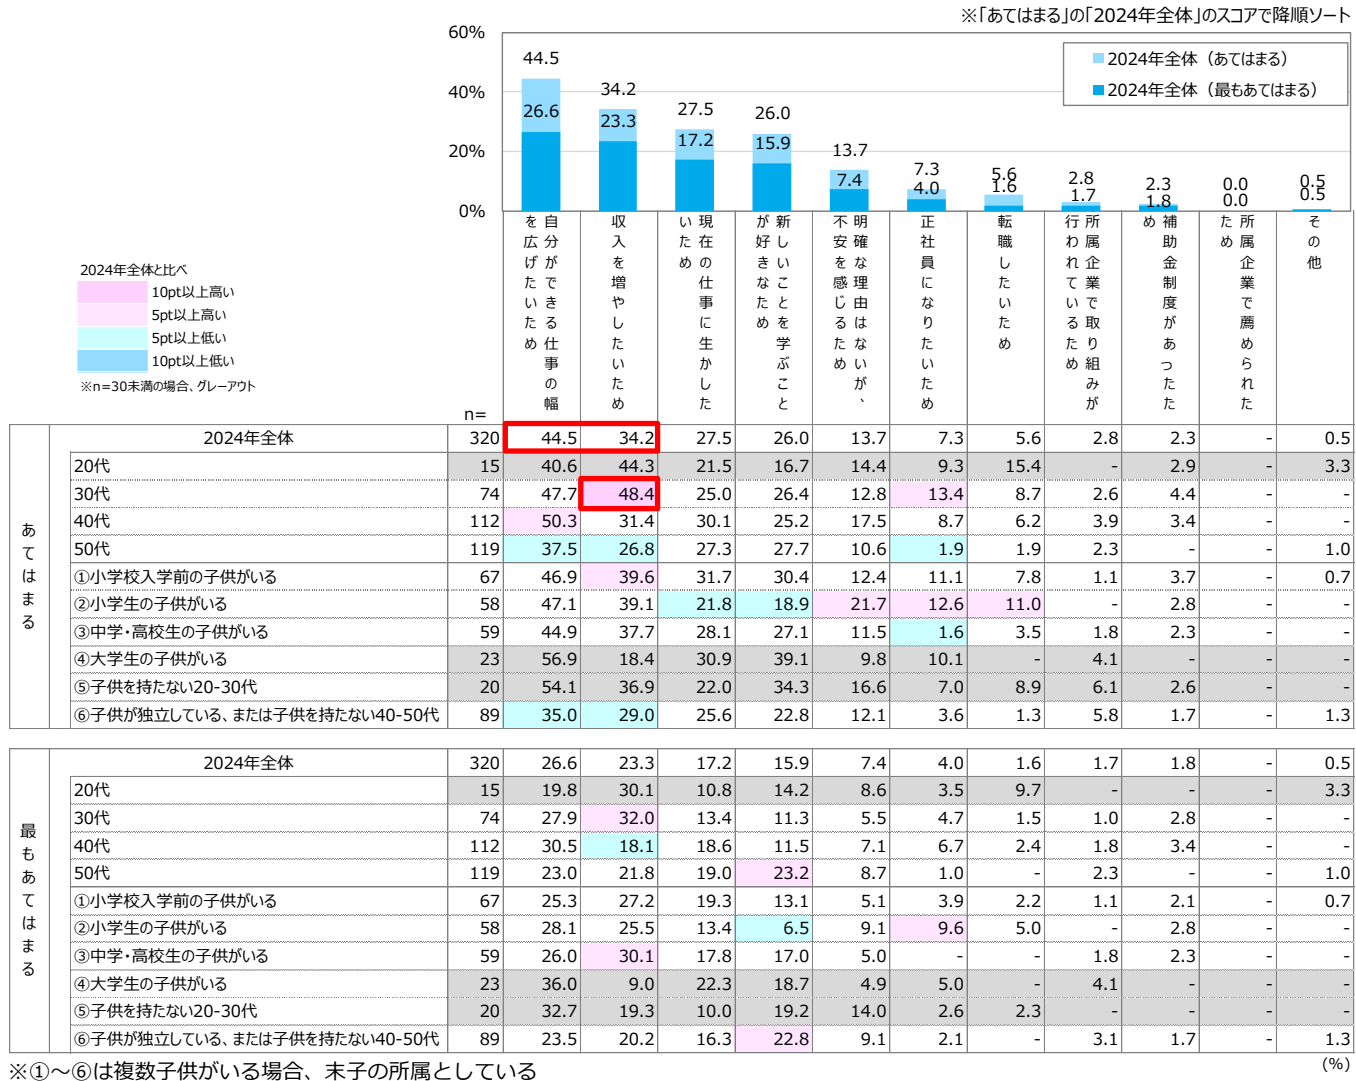 ※「あてはまる」の「2024年全体」のスコアで降順ソート
60%
40%
20%
0%
2024年全体（あてはまる）
2024年全体（最もあてはまる）
44.5 34.2 27.5 26.0 13.7 7.3 5.6 2.8 2.3 0.0 0.5
26.6 23.3 17.2 15.9 7.4 4.0 1.6 1.7 1.8 0.0 0.5
自分ができる仕事の幅を広げたいため
収入を増やしたいため
現在の仕事に生かしたいため
新しいことを学ぶことが好きなため
明確な理由はないが、不安を感じるため
正社員になりたいため
転職したいため
所属企業で取り組みが行われているため
補助金制度があったため
所属企業で薦められたため
その他
2024年全体と比べ
10pt以上高い
5pt以上高い
5pt以上低い
10pt以上低い
※n=30未満の場合、グレーアウト
n=
あてはまる
2024年全体 320 44.5 34.2 27.5 26.0 13.7 7.3 5.6 2.8 2.3 - 0.5
20代 15 40.6 44.3 21.5 16.7 14.4 9.3 15.4 - 2.9 - 3.3
30代 74 47.7 48.4 25.0 26.4 12.8 13.4 8.7 2.6 4.4 - -
40代 112 50.3 31.4 30.1 25.2 17.5 8.7 6.2 3.9 3.4 - -
50代 119 37.5 26.8 27.3 27.7 10.6 1.9 1.9 2.3 - - 1.0
①小学校入学前の子供がいる 67 46.9 39.6 31.7 30.4 12.4 11.1 7.8 1.1 3.7 - 0.7
②小学生の子供がいる 58 47.1 39.1 21.8 18.9 21.7 12.6 11.0 - 2.8 - -
③中学・高校生の子供がいる 59 44.9 37.7 28.1 27.1 11.5 1.6 3.5 1.8 2.3 - -
④大学生の子供がいる 23 56.9 18.4 30.9 39.1 9.8 10.1 - 4.1 - - -
⑤子供を持たない20-30代 20 54.1 36.9 22.0 34.3 16.6 7.0 8.9 6.1 2.6 - -
⑥子供が独立している、または子供を持たない40-50代 89 35.0 29.0 25.6 22.8 12.1 3.6 1.3 5.8 1.7 - 1.3
最もあてはまる
2024年全体 320 26.6 23.3 17.2 15.9 7.4 4.0 1.6 1.7 1.8 - 0.5
20代 15 19.8 30.1 10.8 14.2 8.6 3.5 9.7 - - - 3.3
30代 74 27.9 32.0 13.4 11.3 5.5 4.7 1.5 1.0 2.8 - -
40代 112 30.5 18.1 18.6 11.5 7.1 6.7 2.4 1.8 3.4 - -
50代 119 23.0 21.8 19.0 23.2 8.7 1.0 - 2.3 - - 1.0
①小学校入学前の子供がいる 67 25.3 27.2 19.3 13.1 5.1 3.9 2.2 1.1 2.1 - 0.7
②小学生の子供がいる 58 28.1 25.5 13.4 6.5 9.1 9.6 5.0 - 2.8 - -
③中学・高校生の子供がいる 59 26.0 30.1 17.8 17.0 5.0 - - 1.8 2.3 - -
④大学生の子供がいる 23 36.0 9.0 22.3 18.7 4.9 5.0 - 4.1 - - -
⑤子供を持たない20-30代 20 32.7 19.3 10.0 19.2 14.0 2.6 2.3 - - - -
⑥子供が独立している、または子供を持たない40-50代 89 23.5 20.2 16.3 22.8 9.1 2.1 - 3.1 1.7 - 1.3
※①～⑥は複数子供がいる場合、末子の所属としている
(%)